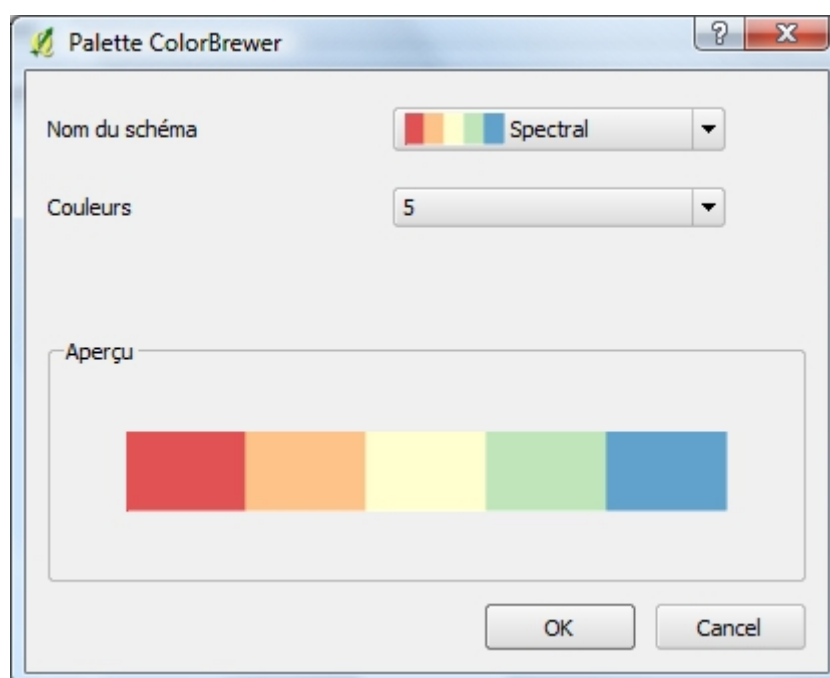 Palette ColorBrewer
?
Nom du schéma
Spectral
Couleurs
5
Aperçu
OK
Cancel